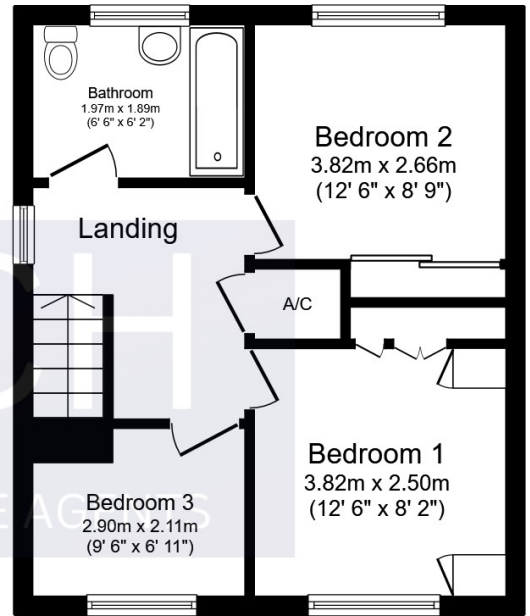 Bathroom
1.97m x 1.89m
(6' 6" x 6' 2")
Bedroom 2
3.82m x 2.66m
(12' 6" x 8' 9")
Landing
A/C
Bedroom 1
3.82m x 2.50m
(12' 6" x 8' 2")
Bedroom 3
2.90m x 2.11m
(9' 6" x 6' 11")
CH
E AGENTS